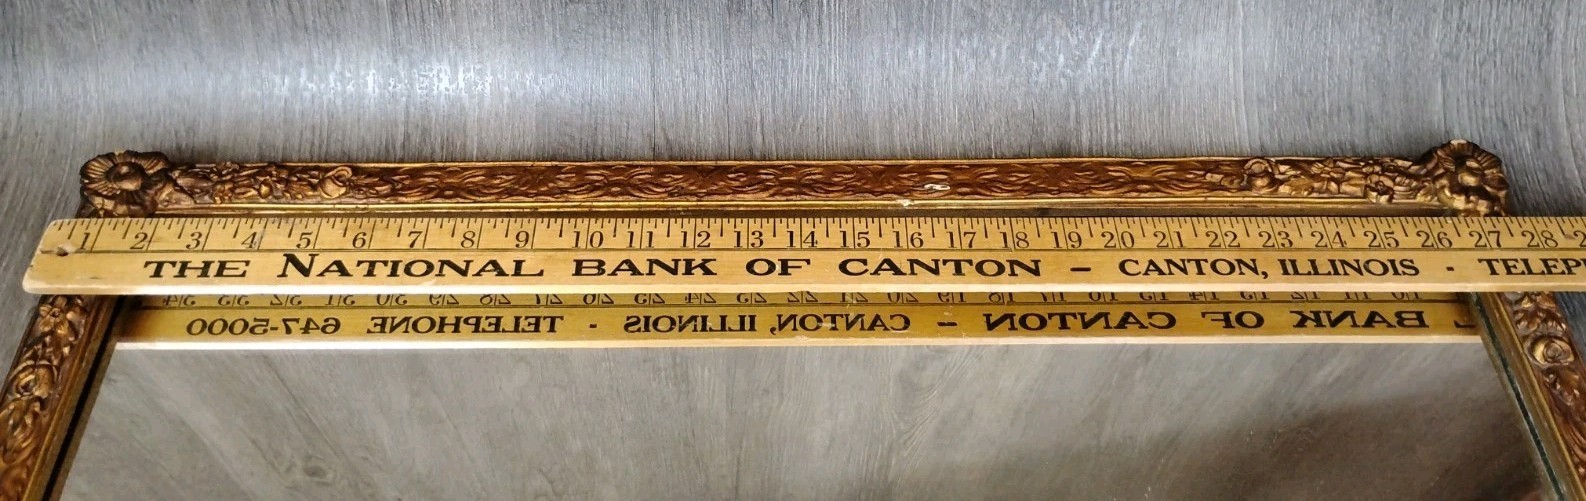 1 2 3 4 5 6 7 8 9 10 11 12 13 14 15 16 17 18 19 20 21 22 23 24 25 26 27 28 2
THE NATIONAL BANK OF CANTON – CANTON, ILLINOIS · TELEP
BANK OF CANTON – CANTON, ILLINOIS · TELEPHONE 647-5000